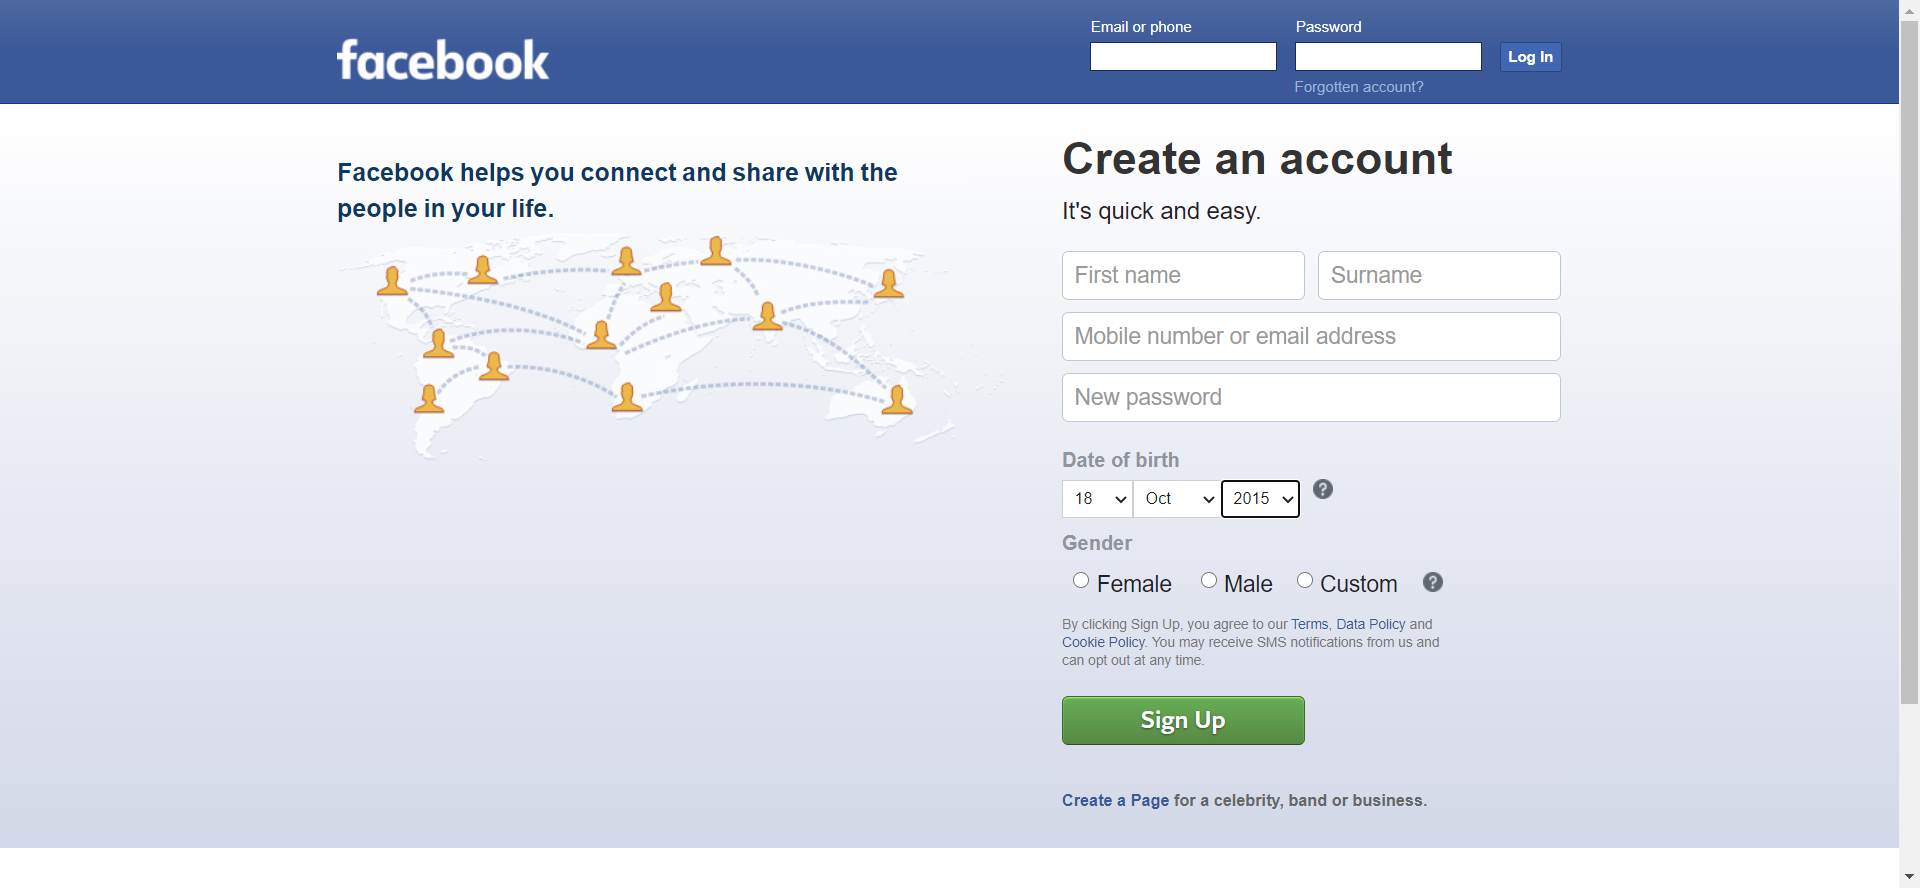 facebook
Email or phone
Password
Log In
Forgotten account?
Facebook helps you connect and share with the
people in your life.
Create an account
It's quick and easy.
First name
Surname
Mobile number or email address
New password
Date of birth
18
Oct
2015
?
Gender
Female
Male
Custom
?
By clicking Sign Up, you agree to our Terms, Data Policy and
Cookie Policy. You may receive SMS notifications from us and
can opt out at any time.
Sign Up
Create a Page for a celebrity, band or business.